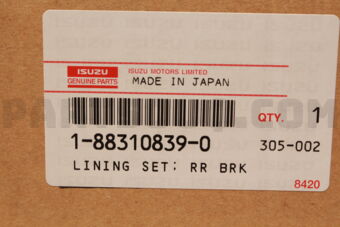 ISUZU
GENUINE PARTS
ISUZU MOTORS LIMITED
MADE IN JAPAN
QTY. 1
1-88310839-0
305-002
LINING SET; RR BRK
8420